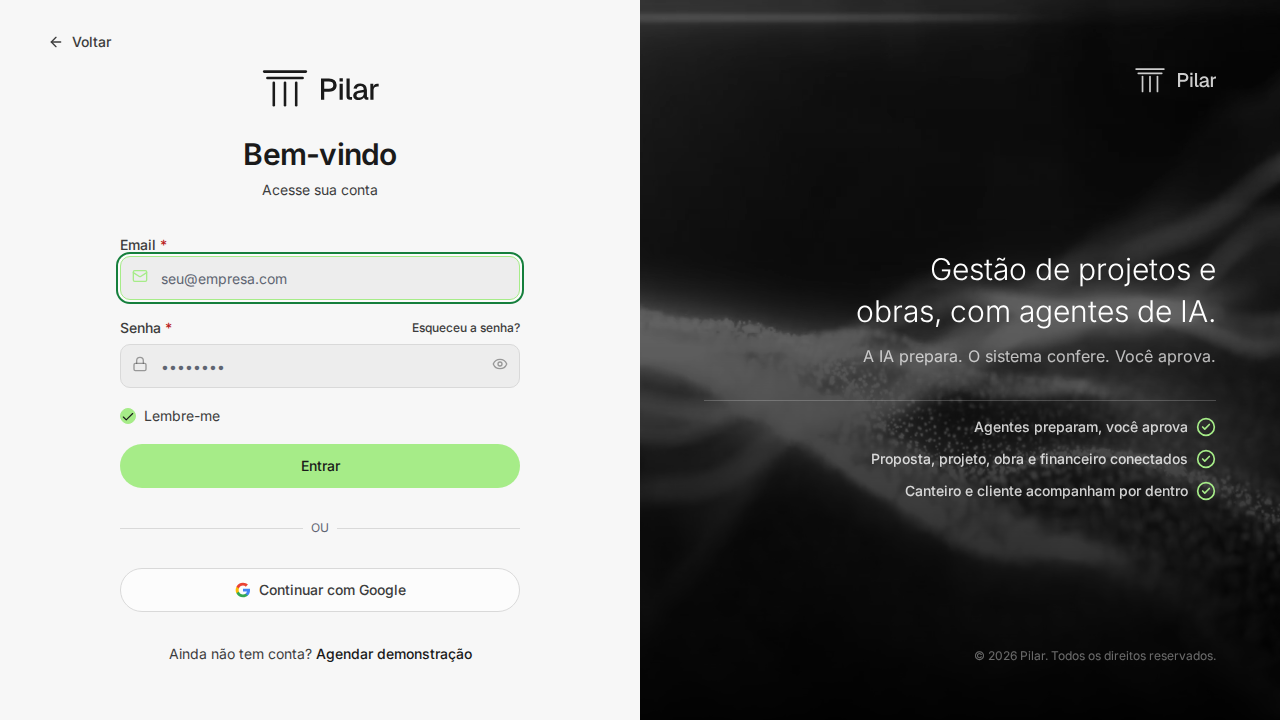 Voltar
Pilar
Bem-vindo
Acesse sua conta
Email *
seu@empresa.com
Senha *
Esqueceu a senha?
••••••••
Lembre-me
Entrar
OU
Continuar com Google
Ainda não tem conta? Agendar demonstração
Pilar
Gestão de projetos e
obras, com agentes de IA.
A IA prepara. O sistema confere. Você aprova.
Agentes preparam, você aprova
Proposta, projeto, obra e financeiro conectados
Canteiro e cliente acompanham por dentro
© 2026 Pilar. Todos os direitos reservados.